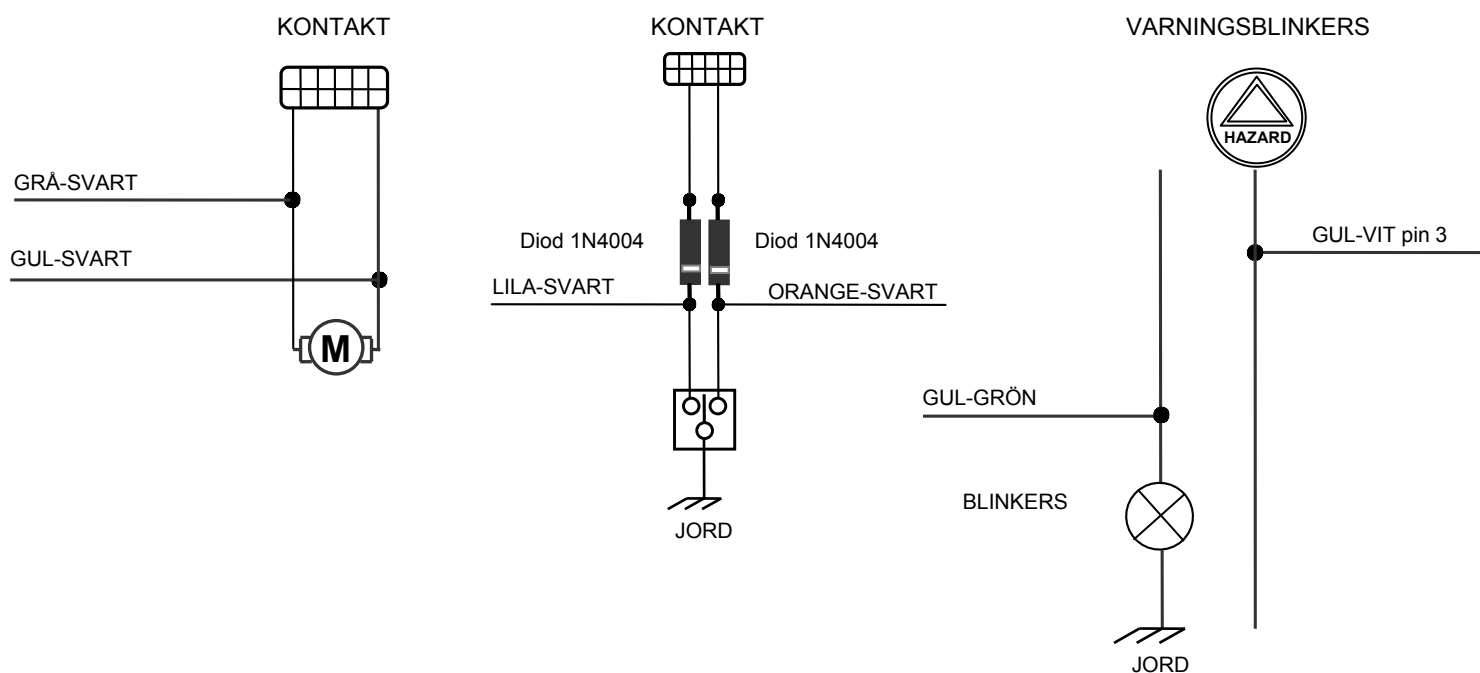 KONTAKT
GRÅ-SVART
GUL-SVART
M
KONTAKT
Diod 1N4004
Diod 1N4004
LILA-SVART
ORANGE-SVART
JORD
VARNINGSBLINKERS
HAZARD
GUL-VIT pin 3
GUL-GRÖN
BLINKERS
JORD